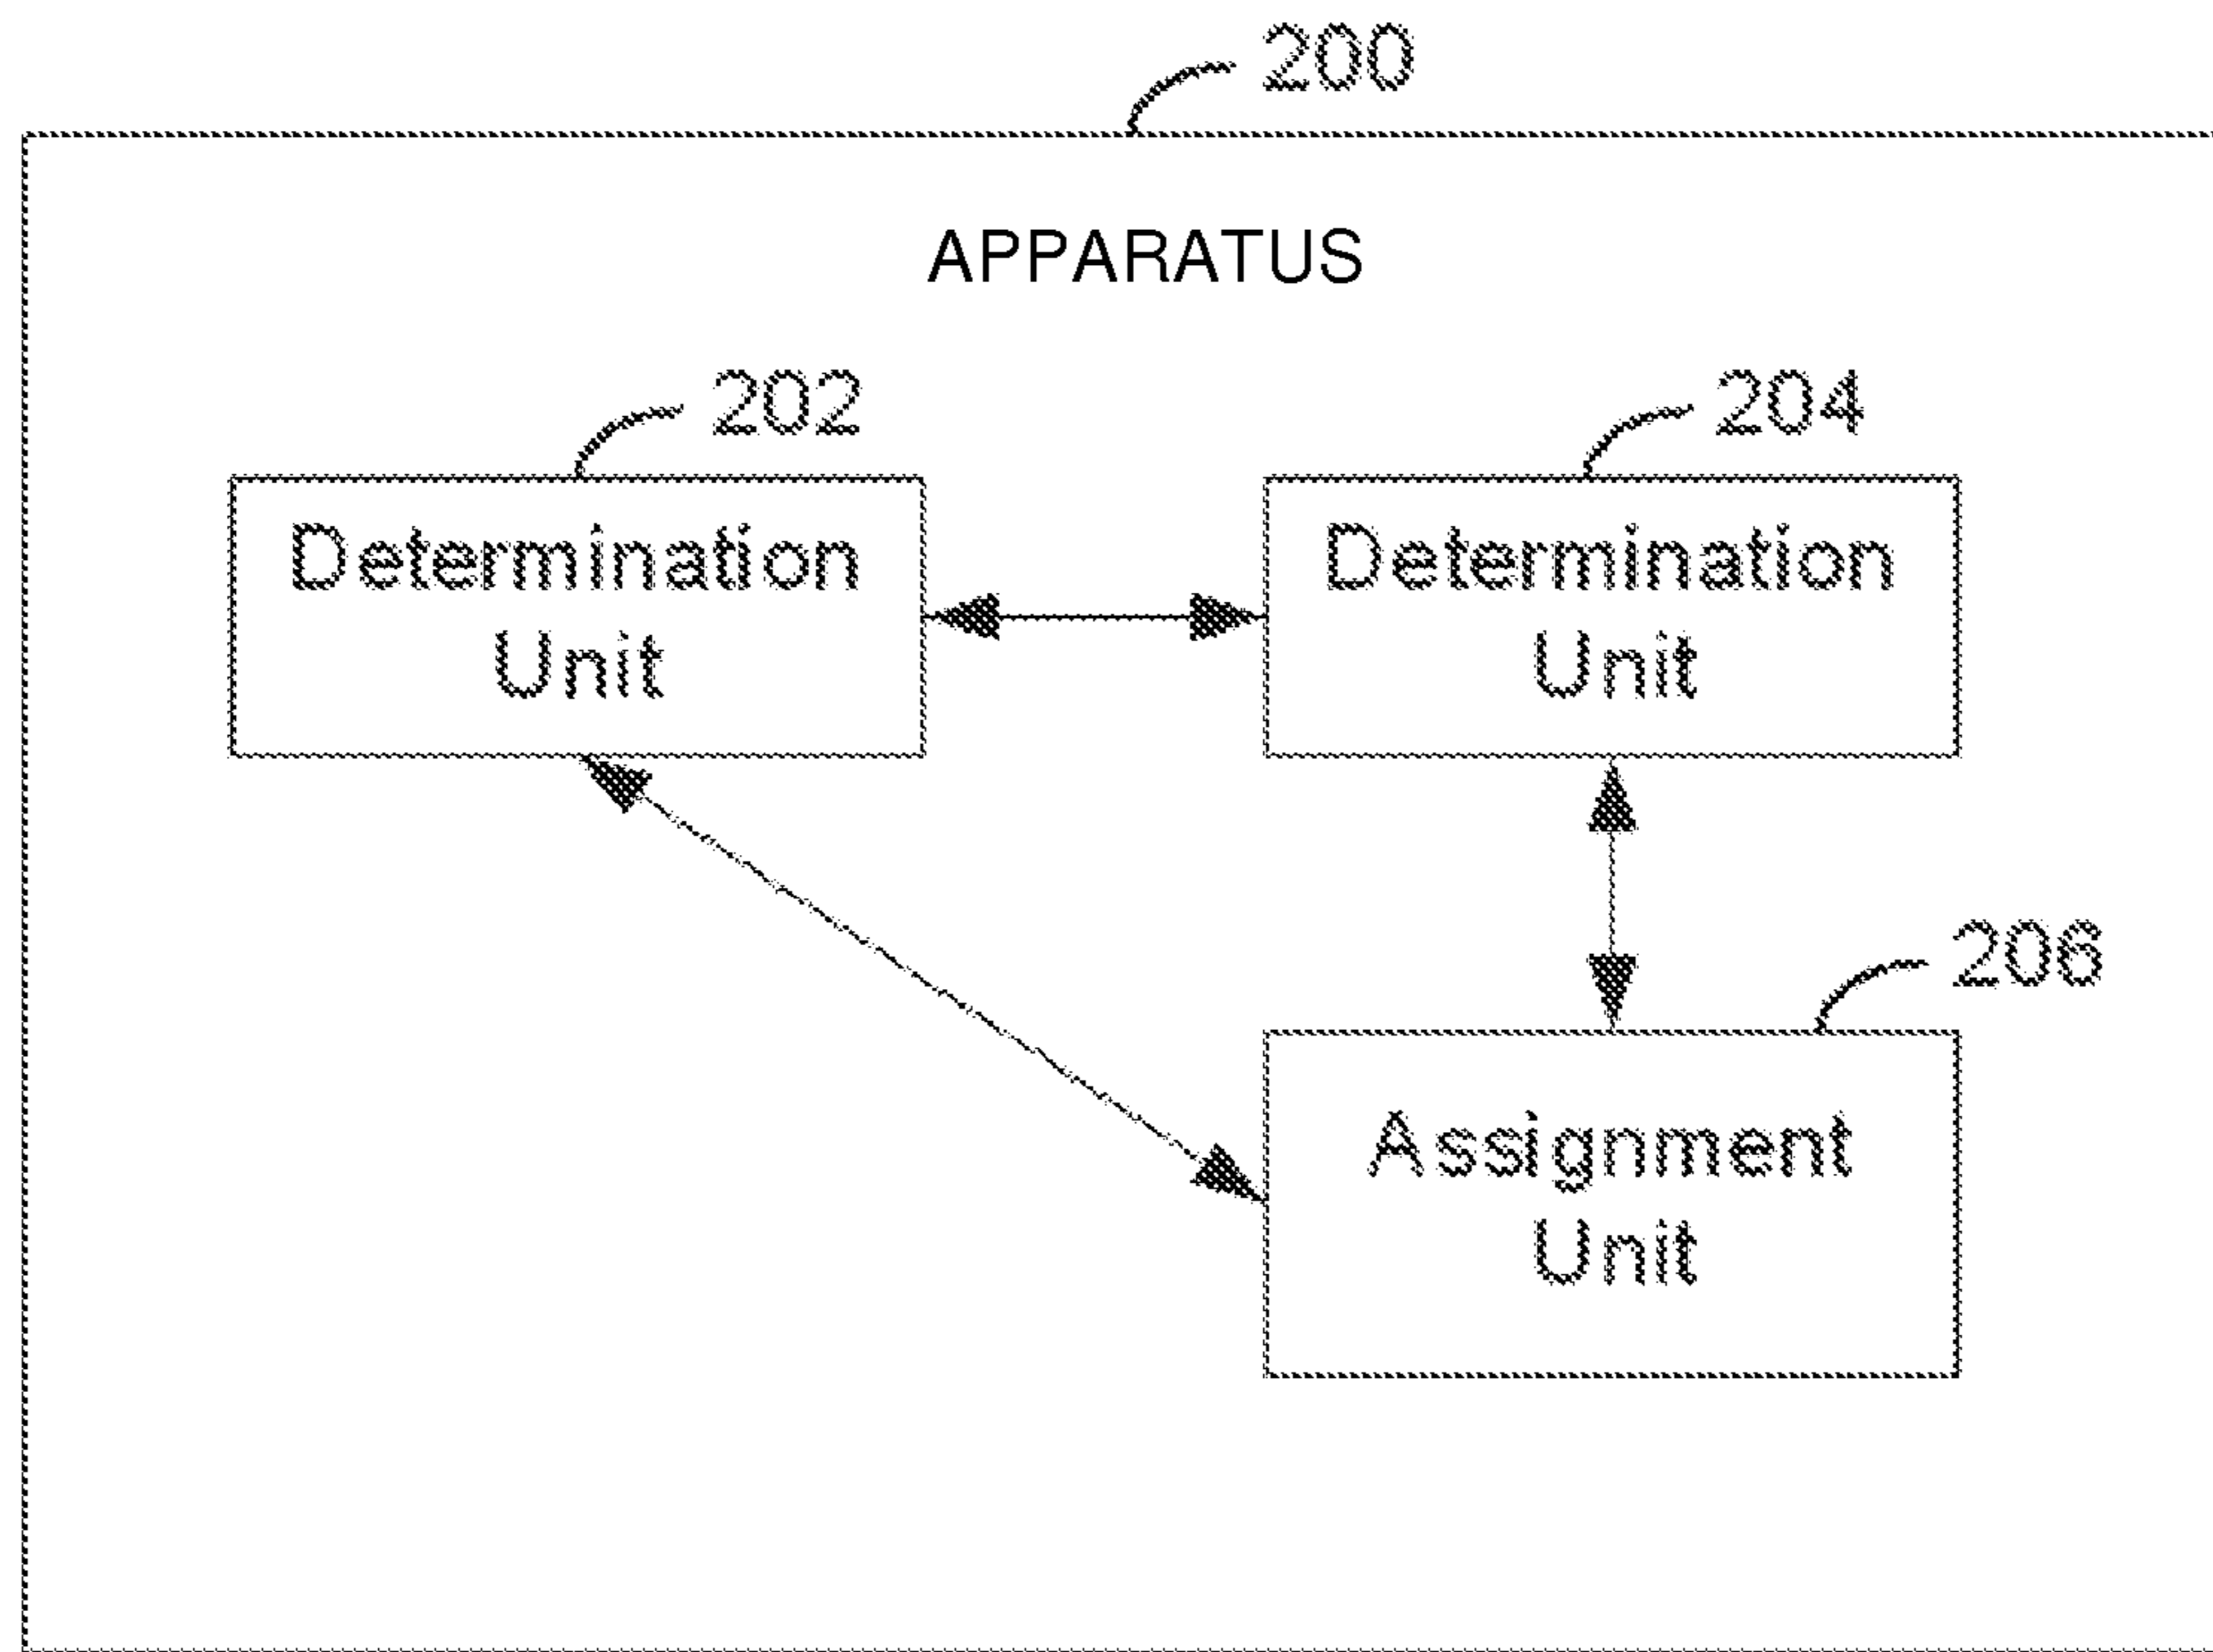 200
APPARATUS
202
204
Determination
Unit
Determination
Unit
206
Assignment
Unit